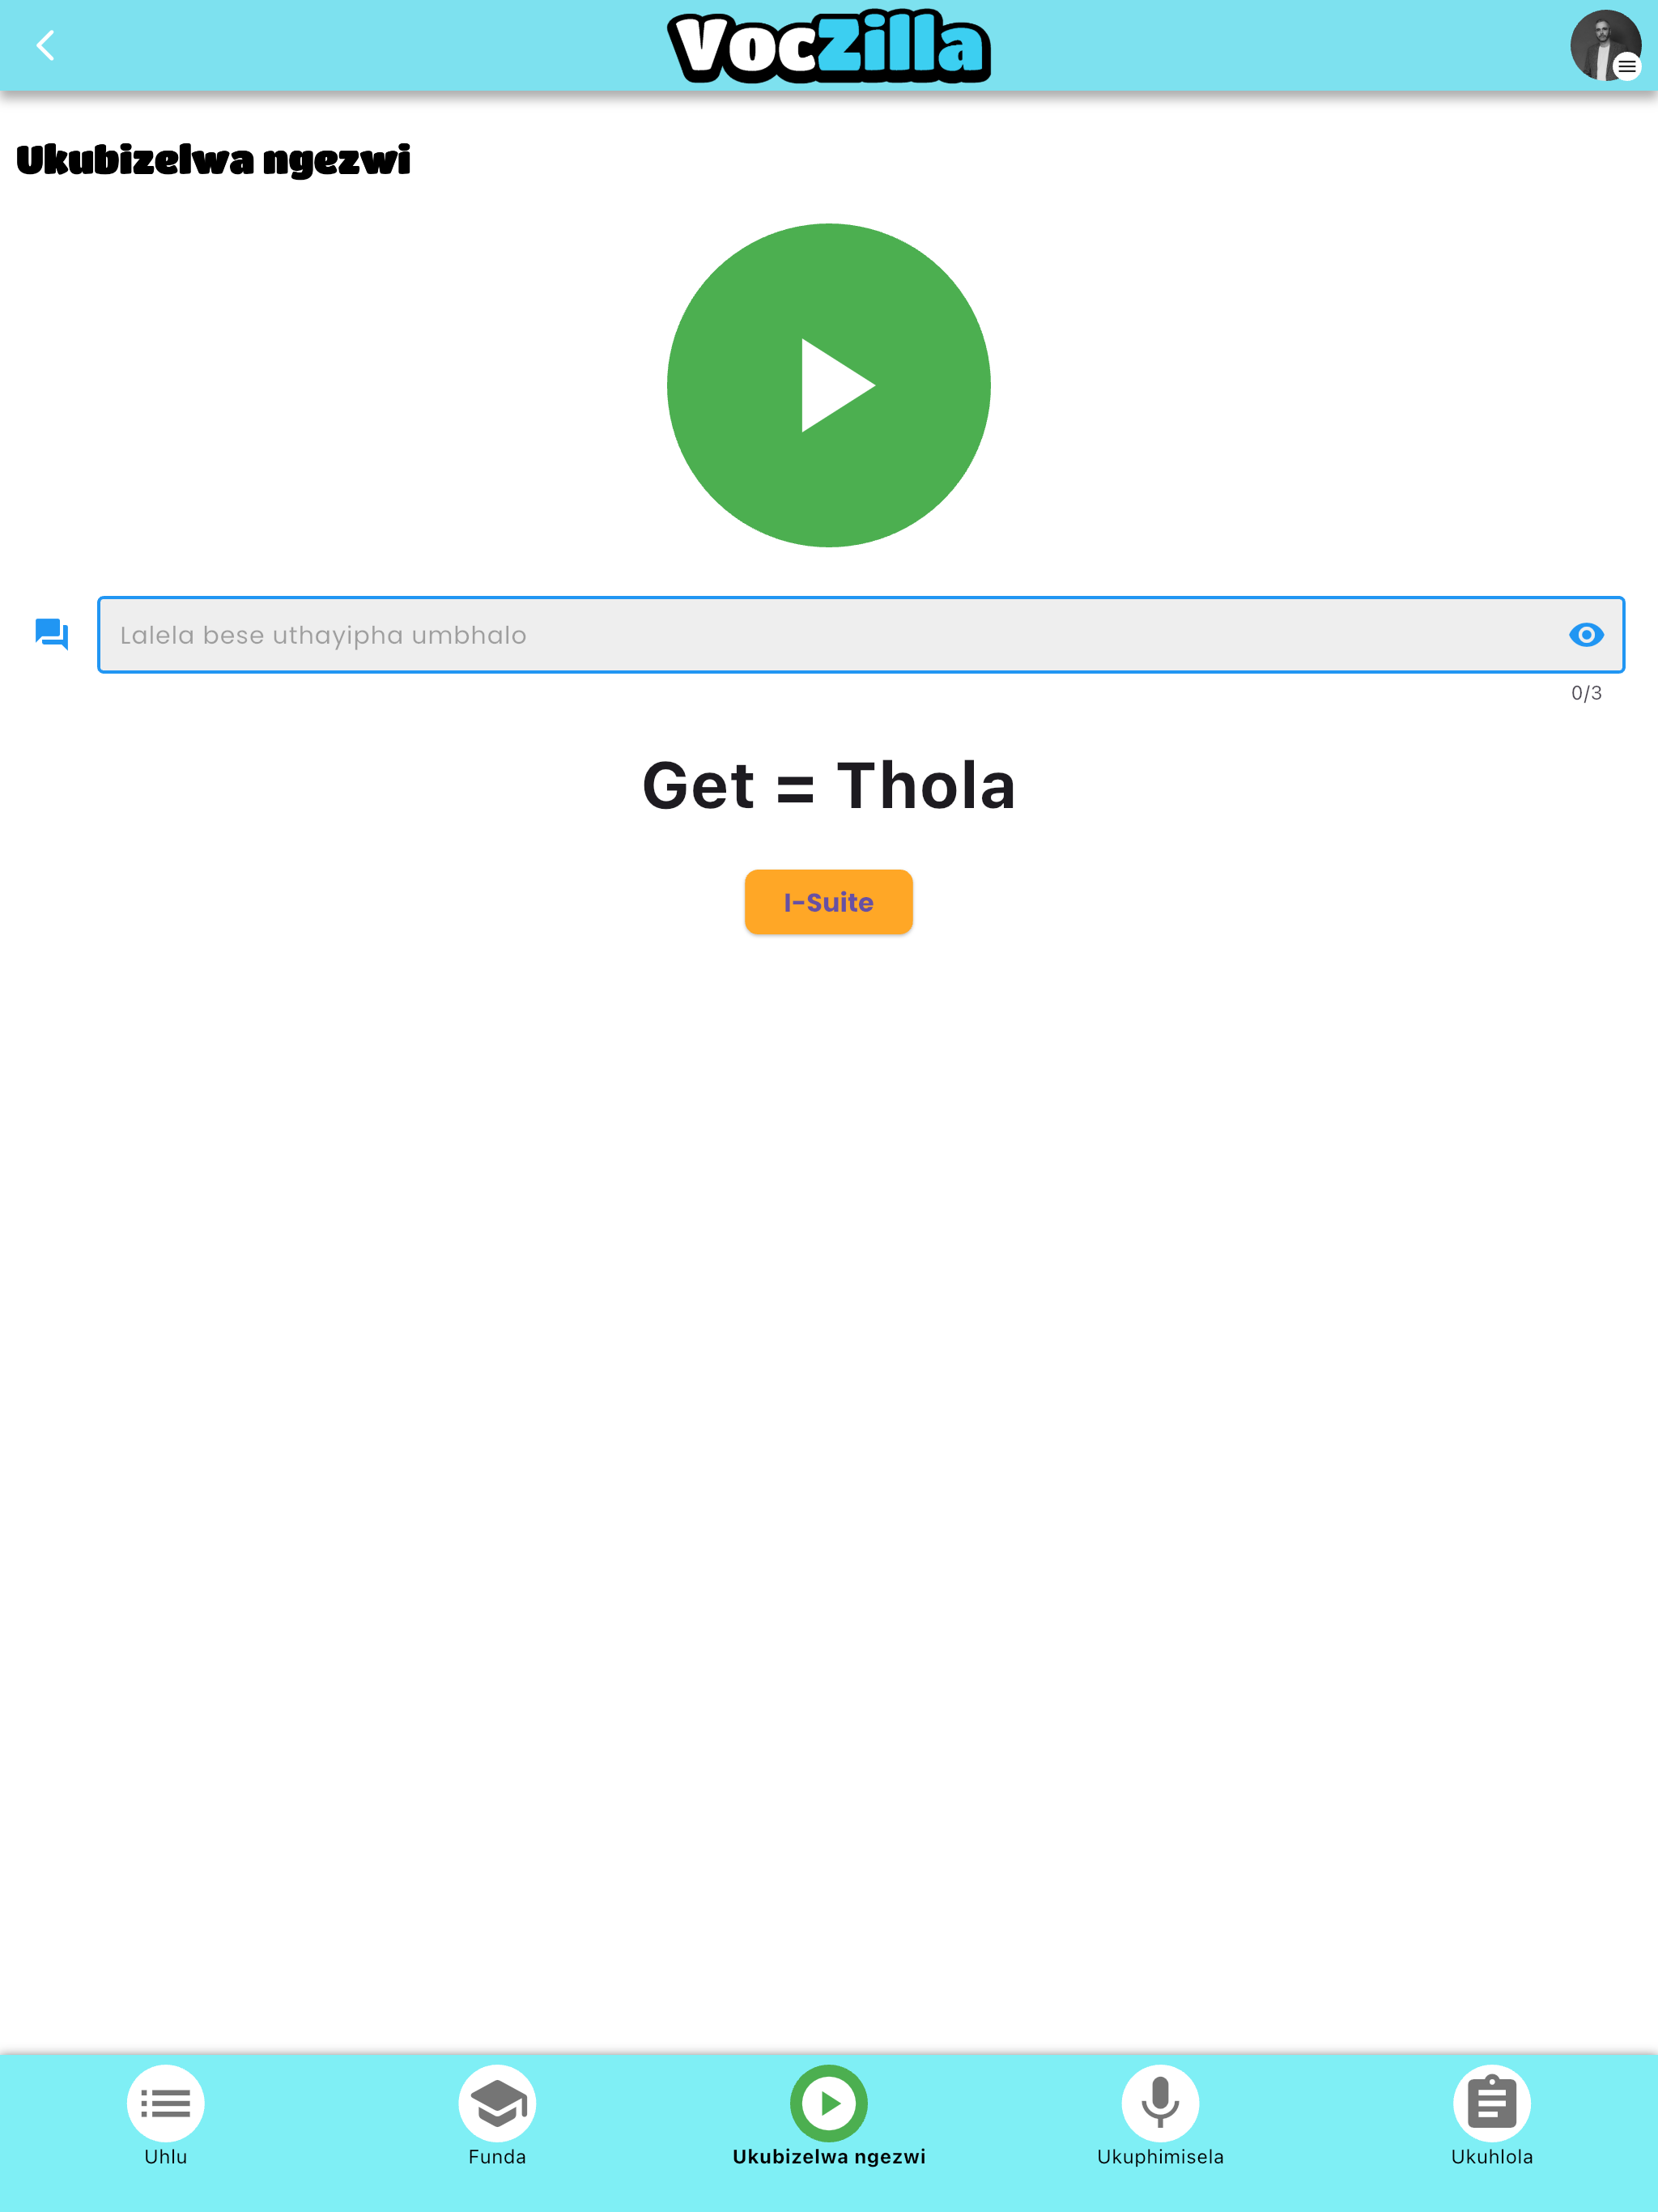 VocZilla
Ukubizelwa ngezwi
Lalela bese uthayipha umbhalo
0/3
Get = Thola
I-Suite
Uhlu
Funda
Ukubizelwa ngezwi
Ukuphimisela
Ukuhlola